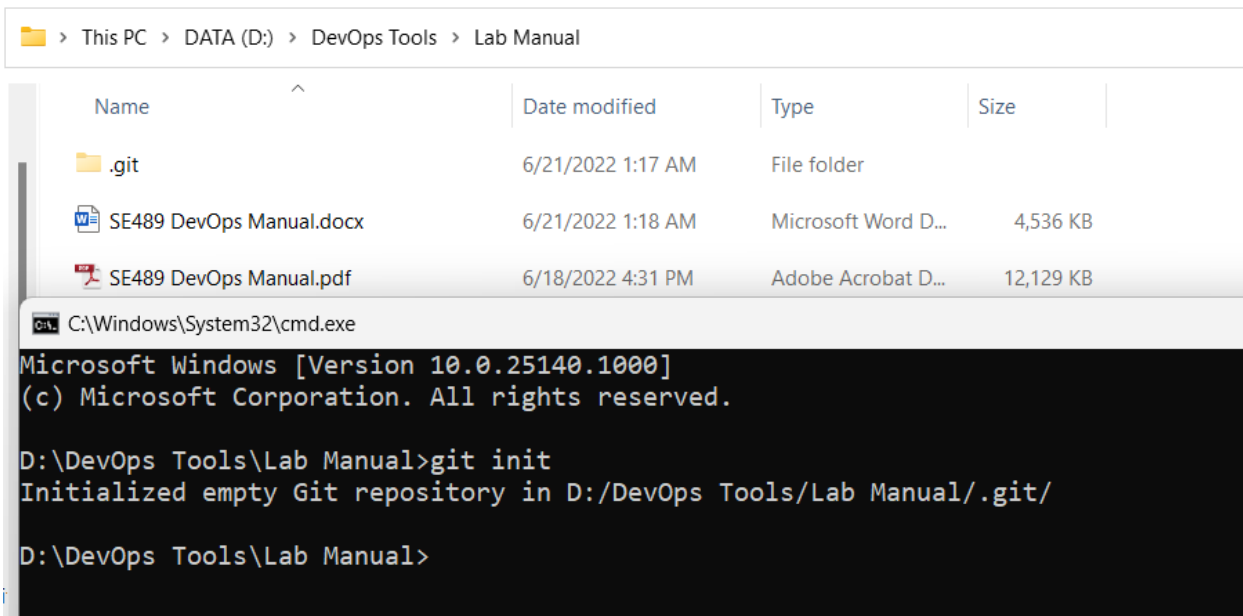 This PC > DATA (D:) > DevOps Tools > Lab Manual
Name Date modified Type Size
.git 6/21/2022 1:17 AM File folder
SE489 DevOps Manual.docx 6/21/2022 1:18 AM Microsoft Word D... 4,536 KB
SE489 DevOps Manual.pdf 6/18/2022 4:31 PM Adobe Acrobat D... 12,129 KB
C:\Windows\System32\cmd.exe
Microsoft Windows [Version 10.0.25140.1000]
(c) Microsoft Corporation. All rights reserved.
D:\DevOps Tools\Lab Manual>git init
Initialized empty Git repository in D:/DevOps Tools/Lab Manual/.git/
D:\DevOps Tools\Lab Manual>